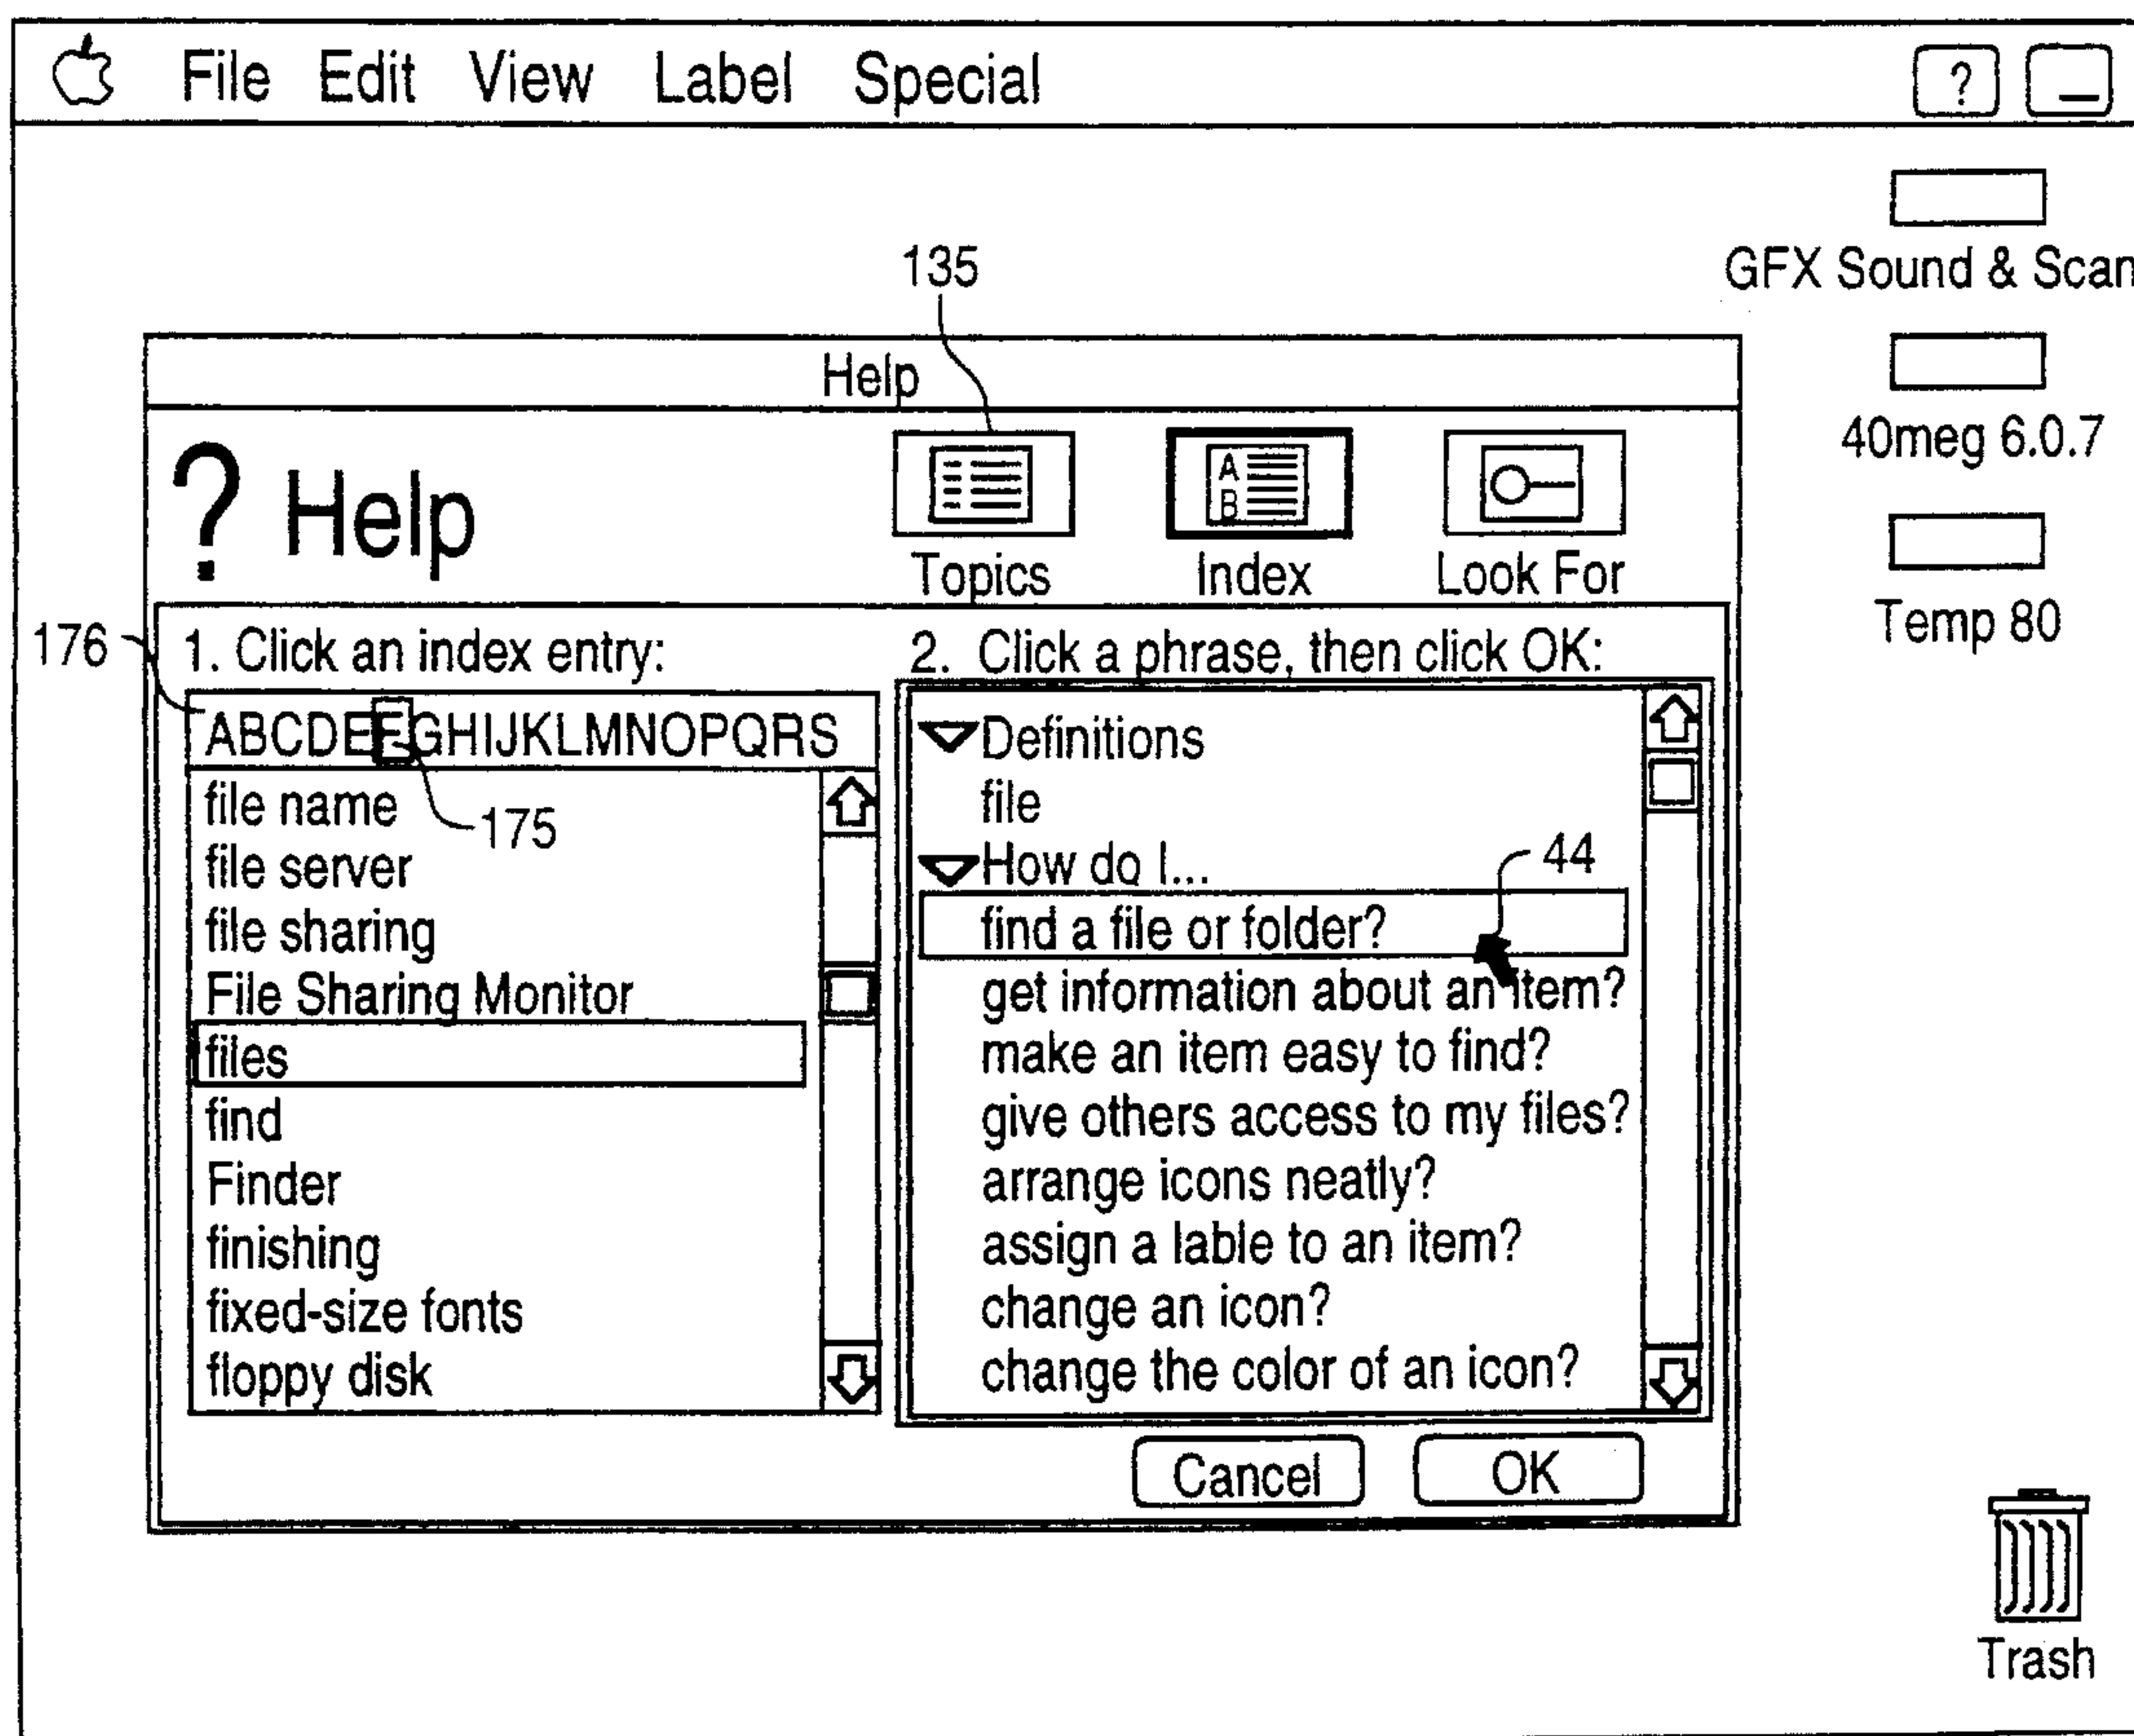 File Edit View Label Special ?
GFX Sound & Scan
135
Help
40meg 6.0.7
? Help
A
B
Topics Index Look For
Temp 80
176
1. Click an index entry:
2. Click a phrase, then click OK:
ABCDEFGHIJKLMNOPQRS
file name
175
file server
file sharing
File Sharing Monitor
files
find
Finder
finishing
fixed-size fonts
floppy disk
Definitions
file
How do I...
44
find a file or folder?
get information about an item?
make an item easy to find?
give others access to my files?
arrange icons neatly?
assign a lable to an item?
change an icon?
change the color of an icon?
Cancel OK
Trash